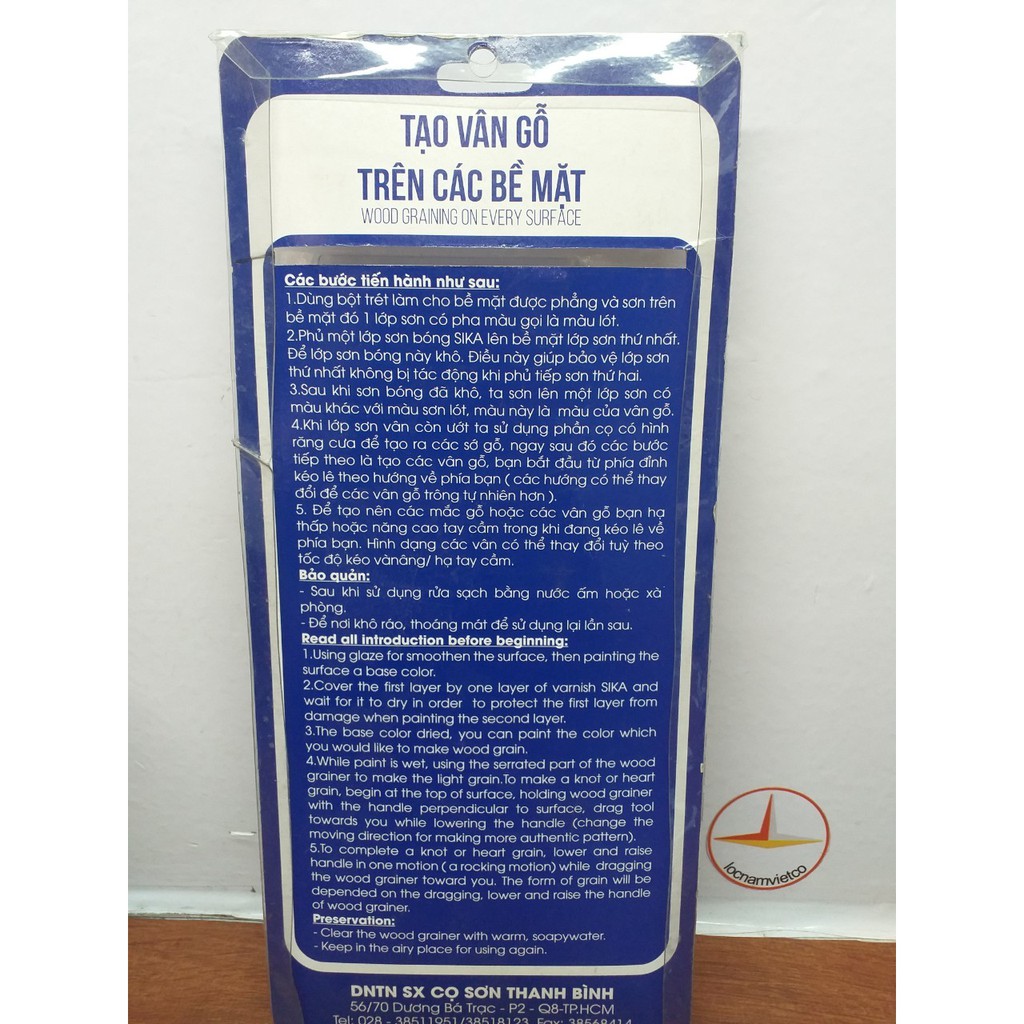 TẠO VÂN GỖ
TRÊN CÁC BỀ MẶT
WOOD GRAINING ON EVERY SURFACE
Các bước tiến hành như sau:
1.Dùng bột trét làm cho bề mặt được phẳng và sơn trên
bề mặt đó 1 lớp sơn có pha màu gọi là màu lót.
2.Phủ một lớp sơn bóng SIKA lên bề mặt lớp sơn thứ nhất.
Để lớp sơn bóng này khô. Điều này giúp bảo vệ lớp sơn
thứ nhất không bị tác động khi phủ tiếp sơn thứ hai.
3.Sau khi sơn bóng đã khô, ta sơn lên một lớp sơn có
màu khác với màu sơn lót, màu này là màu của vân gỗ.
4.Khi lớp sơn vân còn ướt ta sử dụng phần cọ có hình
răng cưa để tạo ra các sớ gỗ, ngay sau đó các bước
tiếp theo là tạo các vân gỗ, bạn bắt đầu từ phía đỉnh
kéo lê theo hướng về phía bạn ( các hướng có thể thay
đổi để các vân gỗ trông tự nhiên hơn ).
5. Để tạo nên các mắc gỗ hoặc các vân gỗ bạn hạ
thấp hoặc năng cao tay cầm trong khi đang kéo lê về
phía bạn. Hình dạng các vân có thể thay đổi tuỳ theo
tốc độ kéo vànâng/ hạ tay cầm.
Bảo quản:
- Sau khi sử dụng rửa sạch bằng nước ấm hoặc xà
phòng.
- Để nơi khô ráo, thoáng mát để sử dụng lại lần sau.
Read all introduction before beginning:
1.Using glaze for smoothen the surface, then painting the
surface a base color.
2.Cover the first layer by one layer of varnish SIKA and
wait for it to dry in order to protect the first layer from
damage when painting the second layer.
3.The base color dried, you can paint the color which
you would like to make wood grain.
4.While paint is wet, using the serrated part of the wood
grainer to make the light grain.To make a knot or heart
grain, begin at the top of surface, holding wood grainer
with the handle perpendicular to surface, drag tool
towards you while lowering the handle (change the
moving direction for making more authentic pattern).
5.To complete a knot or heart grain, lower and raise
handle in one motion ( a rocking motion) while dragging
the wood grainer toward you. The form of grain will be
depended on the dragging, lower and raise the handle
of wood grainer.
Preservation:
- Clear the wood grainer with warm, soapywater.
- Keep in the airy place for using again.
DNTN SX CỌ SƠN THANH BÌNH
56/70 Dương Bá Trạc - P2 - Q8-TP.HCM
Tel: 028 - 38511951/38518123 Fax: 38568414
locnamvietco